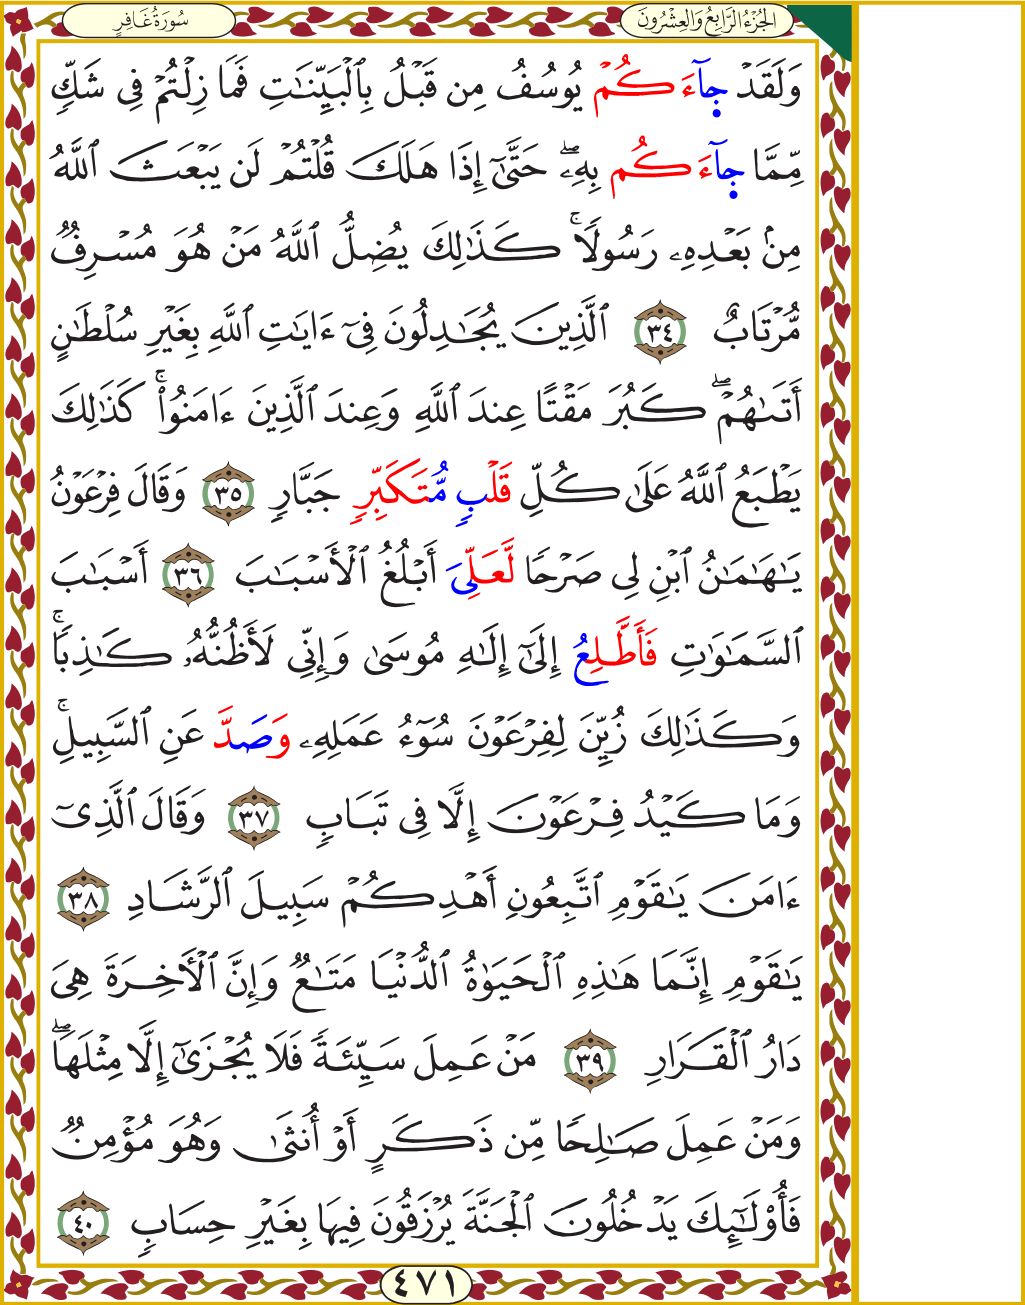 الجُزْءُ الرَّابِعُ وَالعِشْرُونَ
سُورَةُ غَافِرٍ
وَلَقَدْ جَآءَكُمْ يُوسُفُ مِن قَبْلُ بِٱلْبَيِّنَٰتِ فَمَا زِلْتُمْ فِى شَكٍّ
مِّمَّا جَآءَكُم بِهِۦۖ حَتَّىٰٓ إِذَا هَلَكَ قُلْتُمْ لَن يَبْعَثَ ٱللَّهُ
مِنۢ بَعْدِهِۦ رَسُولًاۚ كَذَٰلِكَ يُضِلُّ ٱللَّهُ مَنْ هُوَ مُسْرِفٌ
مُّرْتَابٌ ٣٤ ٱلَّذِينَ يُجَٰدِلُونَ فِىٓ ءَايَٰتِ ٱللَّهِ بِغَيْرِ سُلْطَٰنٍ
أَتَىٰهُمْۖ كَبُرَ مَقْتًا عِندَ ٱللَّهِ وَعِندَ ٱلَّذِينَ ءَامَنُوا۟ۚ كَذَٰلِكَ
يَطْبَعُ ٱللَّهُ عَلَىٰ كُلِّ قَلْبٍ مُّتَكَبِّرٍ جَبَّارٍ ٣٥ وَقَالَ فِرْعَوْنُ
يَٰهَٰمَٰنُ ٱبْنِ لِى صَرْحًا لَّعَلِّىَ أَبْلُغُ ٱلْأَسْبَٰبَ ٣٦ أَسْبَٰبَ
ٱلسَّمَٰوَٰتِ فَأَطَّلِعُ إِلَىٰٓ إِلَٰهِ مُوسَىٰ وَإِنِّى لَأَظُنُّهُۥ كَٰذِبًاۚ
وَكَذَٰلِكَ زُيِّنَ لِفِرْعَوْنَ سُوٓءُ عَمَلِهِۦ وَصَدَّ عَنِ ٱلسَّبِيلِۚ
وَمَا كَيْدُ فِرْعَوْنَ إِلَّا فِى تَبَابٍ ٣٧ وَقَالَ ٱلَّذِىٓ
ءَامَنَ يَٰقَوْمِ ٱتَّبِعُونِ أَهْدِكُمْ سَبِيلَ ٱلرَّشَادِ ٣٨
يَٰقَوْمِ إِنَّمَا هَٰذِهِ ٱلْحَيَوٰةُ ٱلدُّنْيَا مَتَٰعٌ وَإِنَّ ٱلْأَخِرَةَ هِىَ
دَارُ ٱلْقَرَارِ ٣٩ مَنْ عَمِلَ سَيِّئَةً فَلَا يُجْزَىٰٓ إِلَّا مِثْلَهَاۖ
وَمَنْ عَمِلَ صَٰلِحًا مِّن ذَكَرٍ أَوْ أُنثَىٰ وَهُوَ مُؤْمِنٌ
فَأُو۟لَٰٓئِكَ يَدْخُلُونَ ٱلْجَنَّةَ يُرْزَقُونَ فِيهَا بِغَيْرِ حِسَابٍ ٤٠
٤٧١